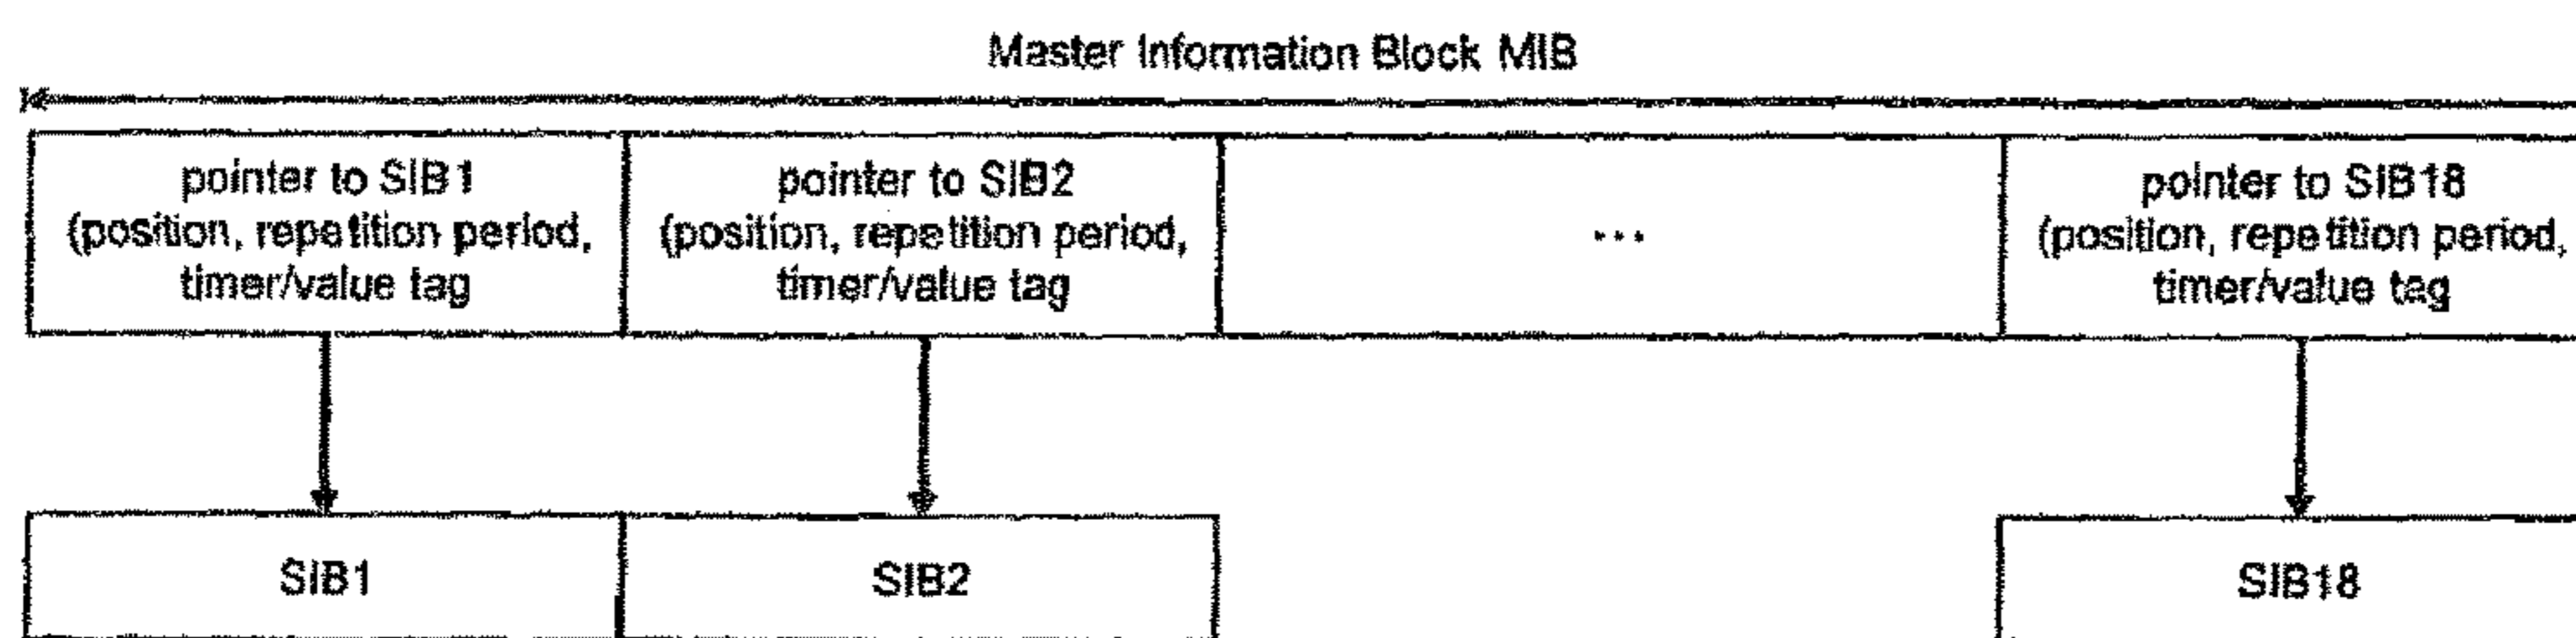 Master Information Block MIB
pointer to SIB1
(position, repetition period,
timer/value tag
pointer to SIB2
(position, repetition period,
timer/value tag
...
pointer to SIB18
(position, repetition period,
timer/value tag
SIB1
SIB2
SIB18